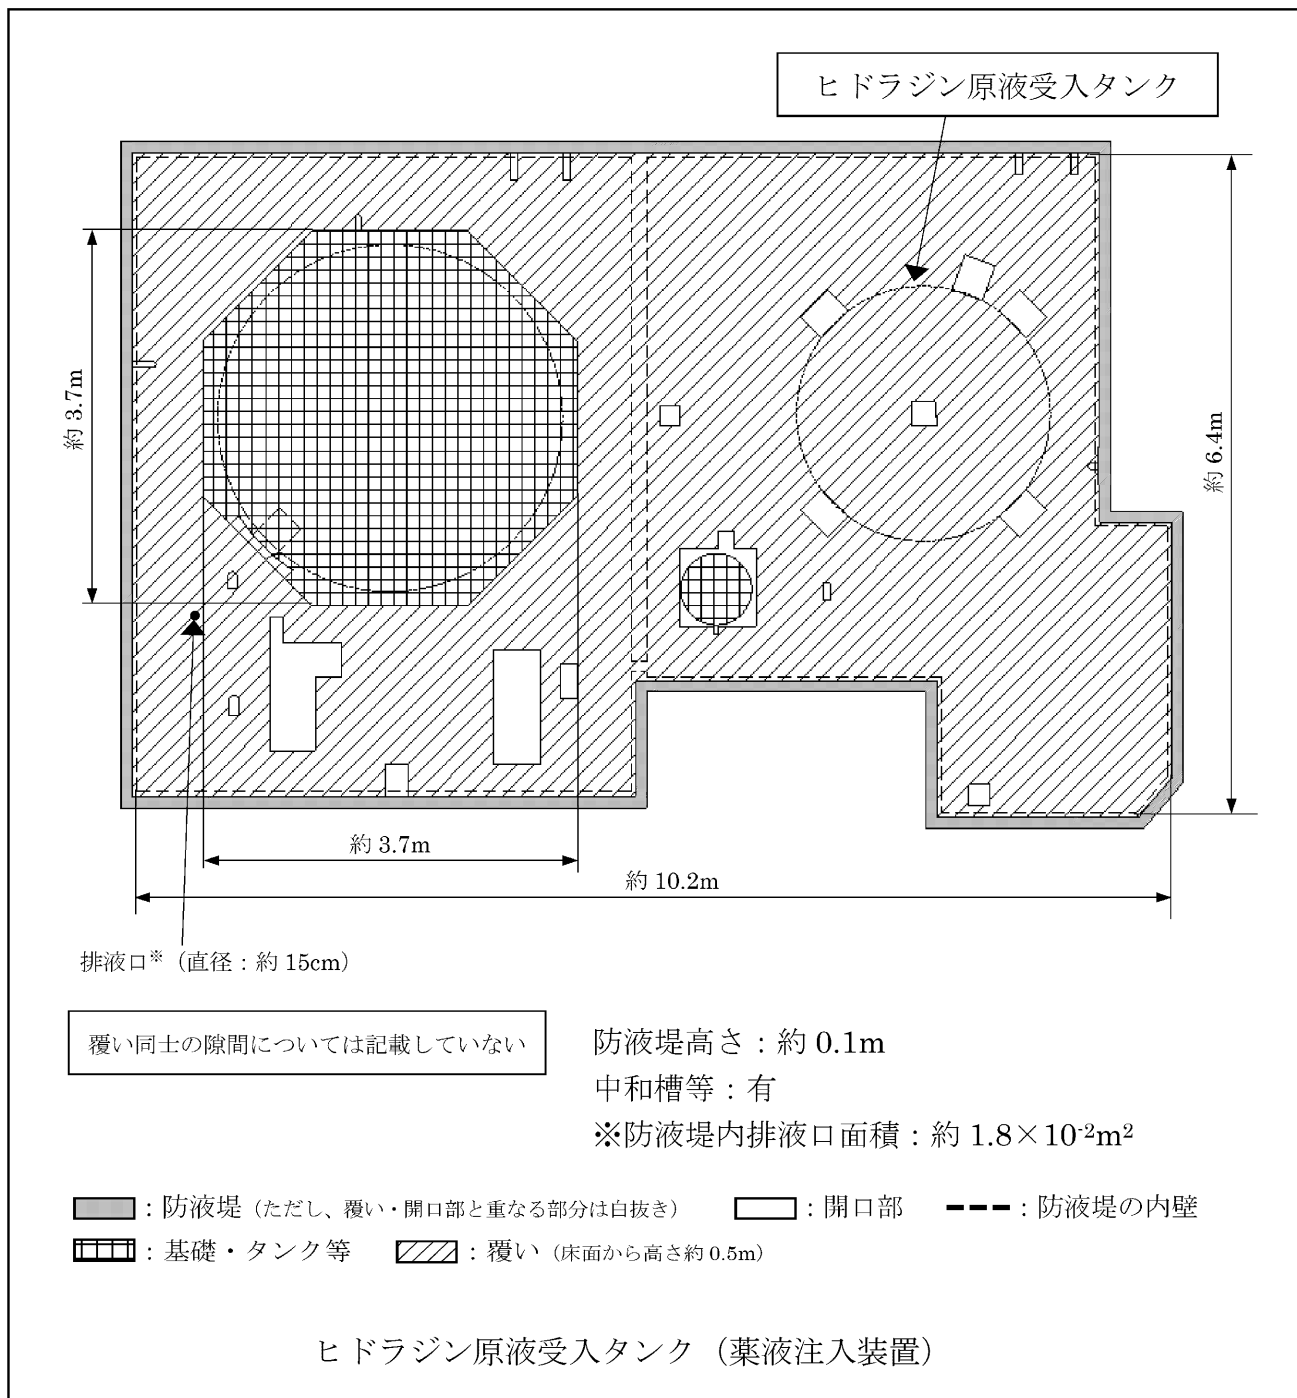 ヒドラジン原液受入タンク
約 3.7m
約 6.4m
約 3.7m
約 10.2m
排液口※（直径：約 15cm）
覆い同士の隙間については記載していない
防液堤高さ：約 0.1m
中和槽等：有
※防液堤内排液口面積：約 1.8×10⁻²m²
：防液堤（ただし、覆い・開口部と重なる部分は白抜き） ：開口部 ：防液堤の内壁
：基礎・タンク等 ：覆い（床面から高さ約 0.5m）
ヒドラジン原液受入タンク（薬液注入装置）